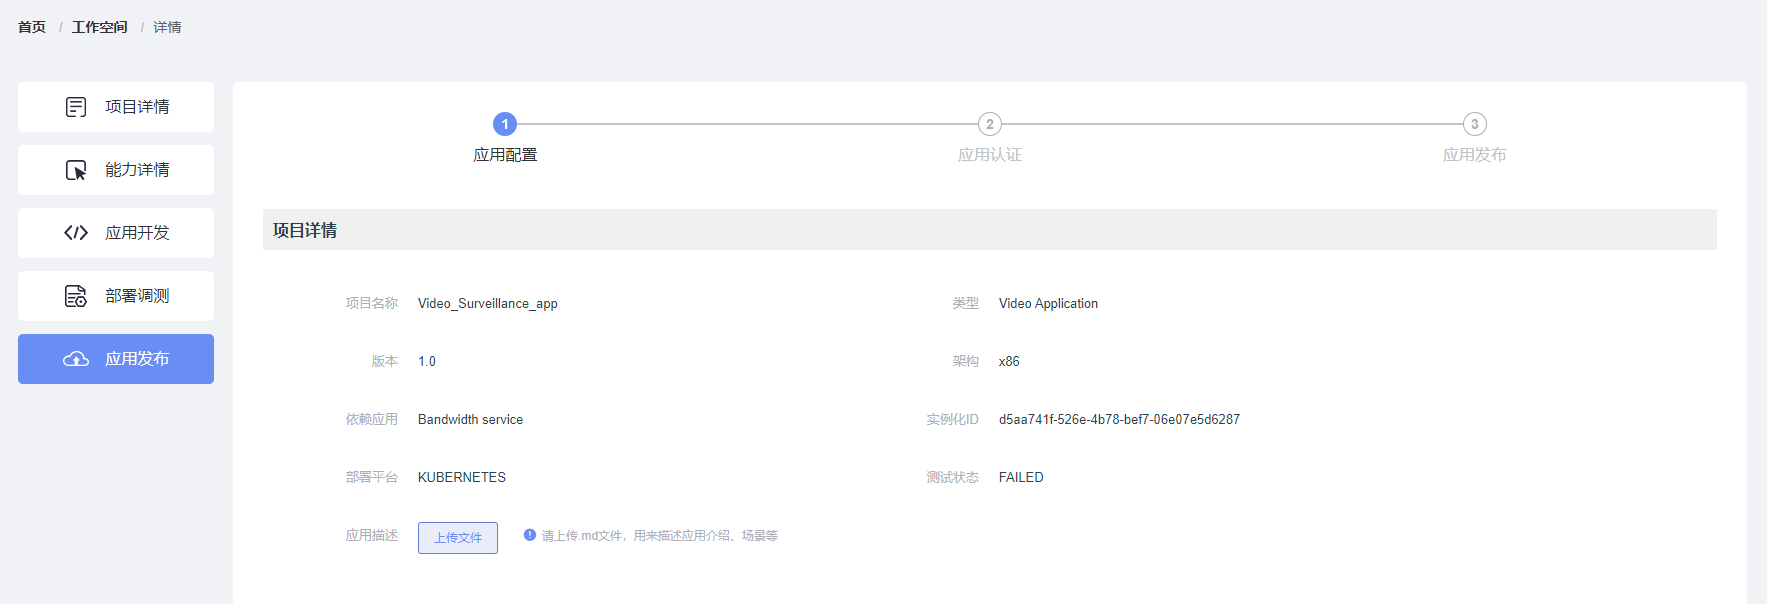 首页 / 工作空间 / 详情
项目详情
能力详情
应用开发
部署调测
应用发布
1
2
3
应用配置
应用认证
应用发布
项目详情
项目名称 Video_Surveillance_app
类型 Video Application
版本 1.0
架构 x86
依赖应用 Bandwidth service
实例化ID d5aa741f-526e-4b78-bef7-06e07e5d6287
部署平台 KUBERNETES
测试状态 FAILED
应用描述 上传文件 请上传.md文件，用来描述应用介绍、场景等